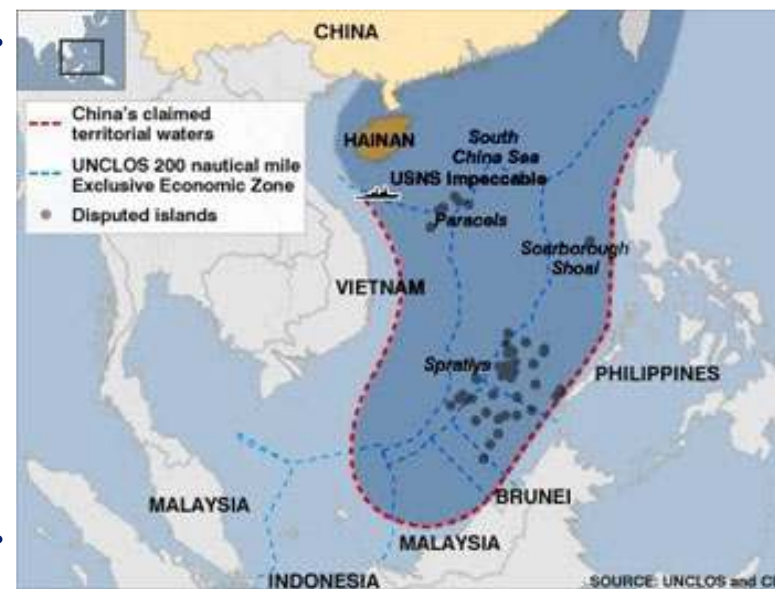 CHINA
China's claimed
territorial waters
UNCLOS 200 nautical mile
Exclusive Economic Zone
Disputed islands
HAINAN
South
China Sea
USNS Impeccable
Paracels
Scarborough
Shoal
VIETNAM
Spratlys
PHILIPPINES
BRUNEI
MALAYSIA
MALAYSIA
INDONESIA
SOURCE: UNCLOS and